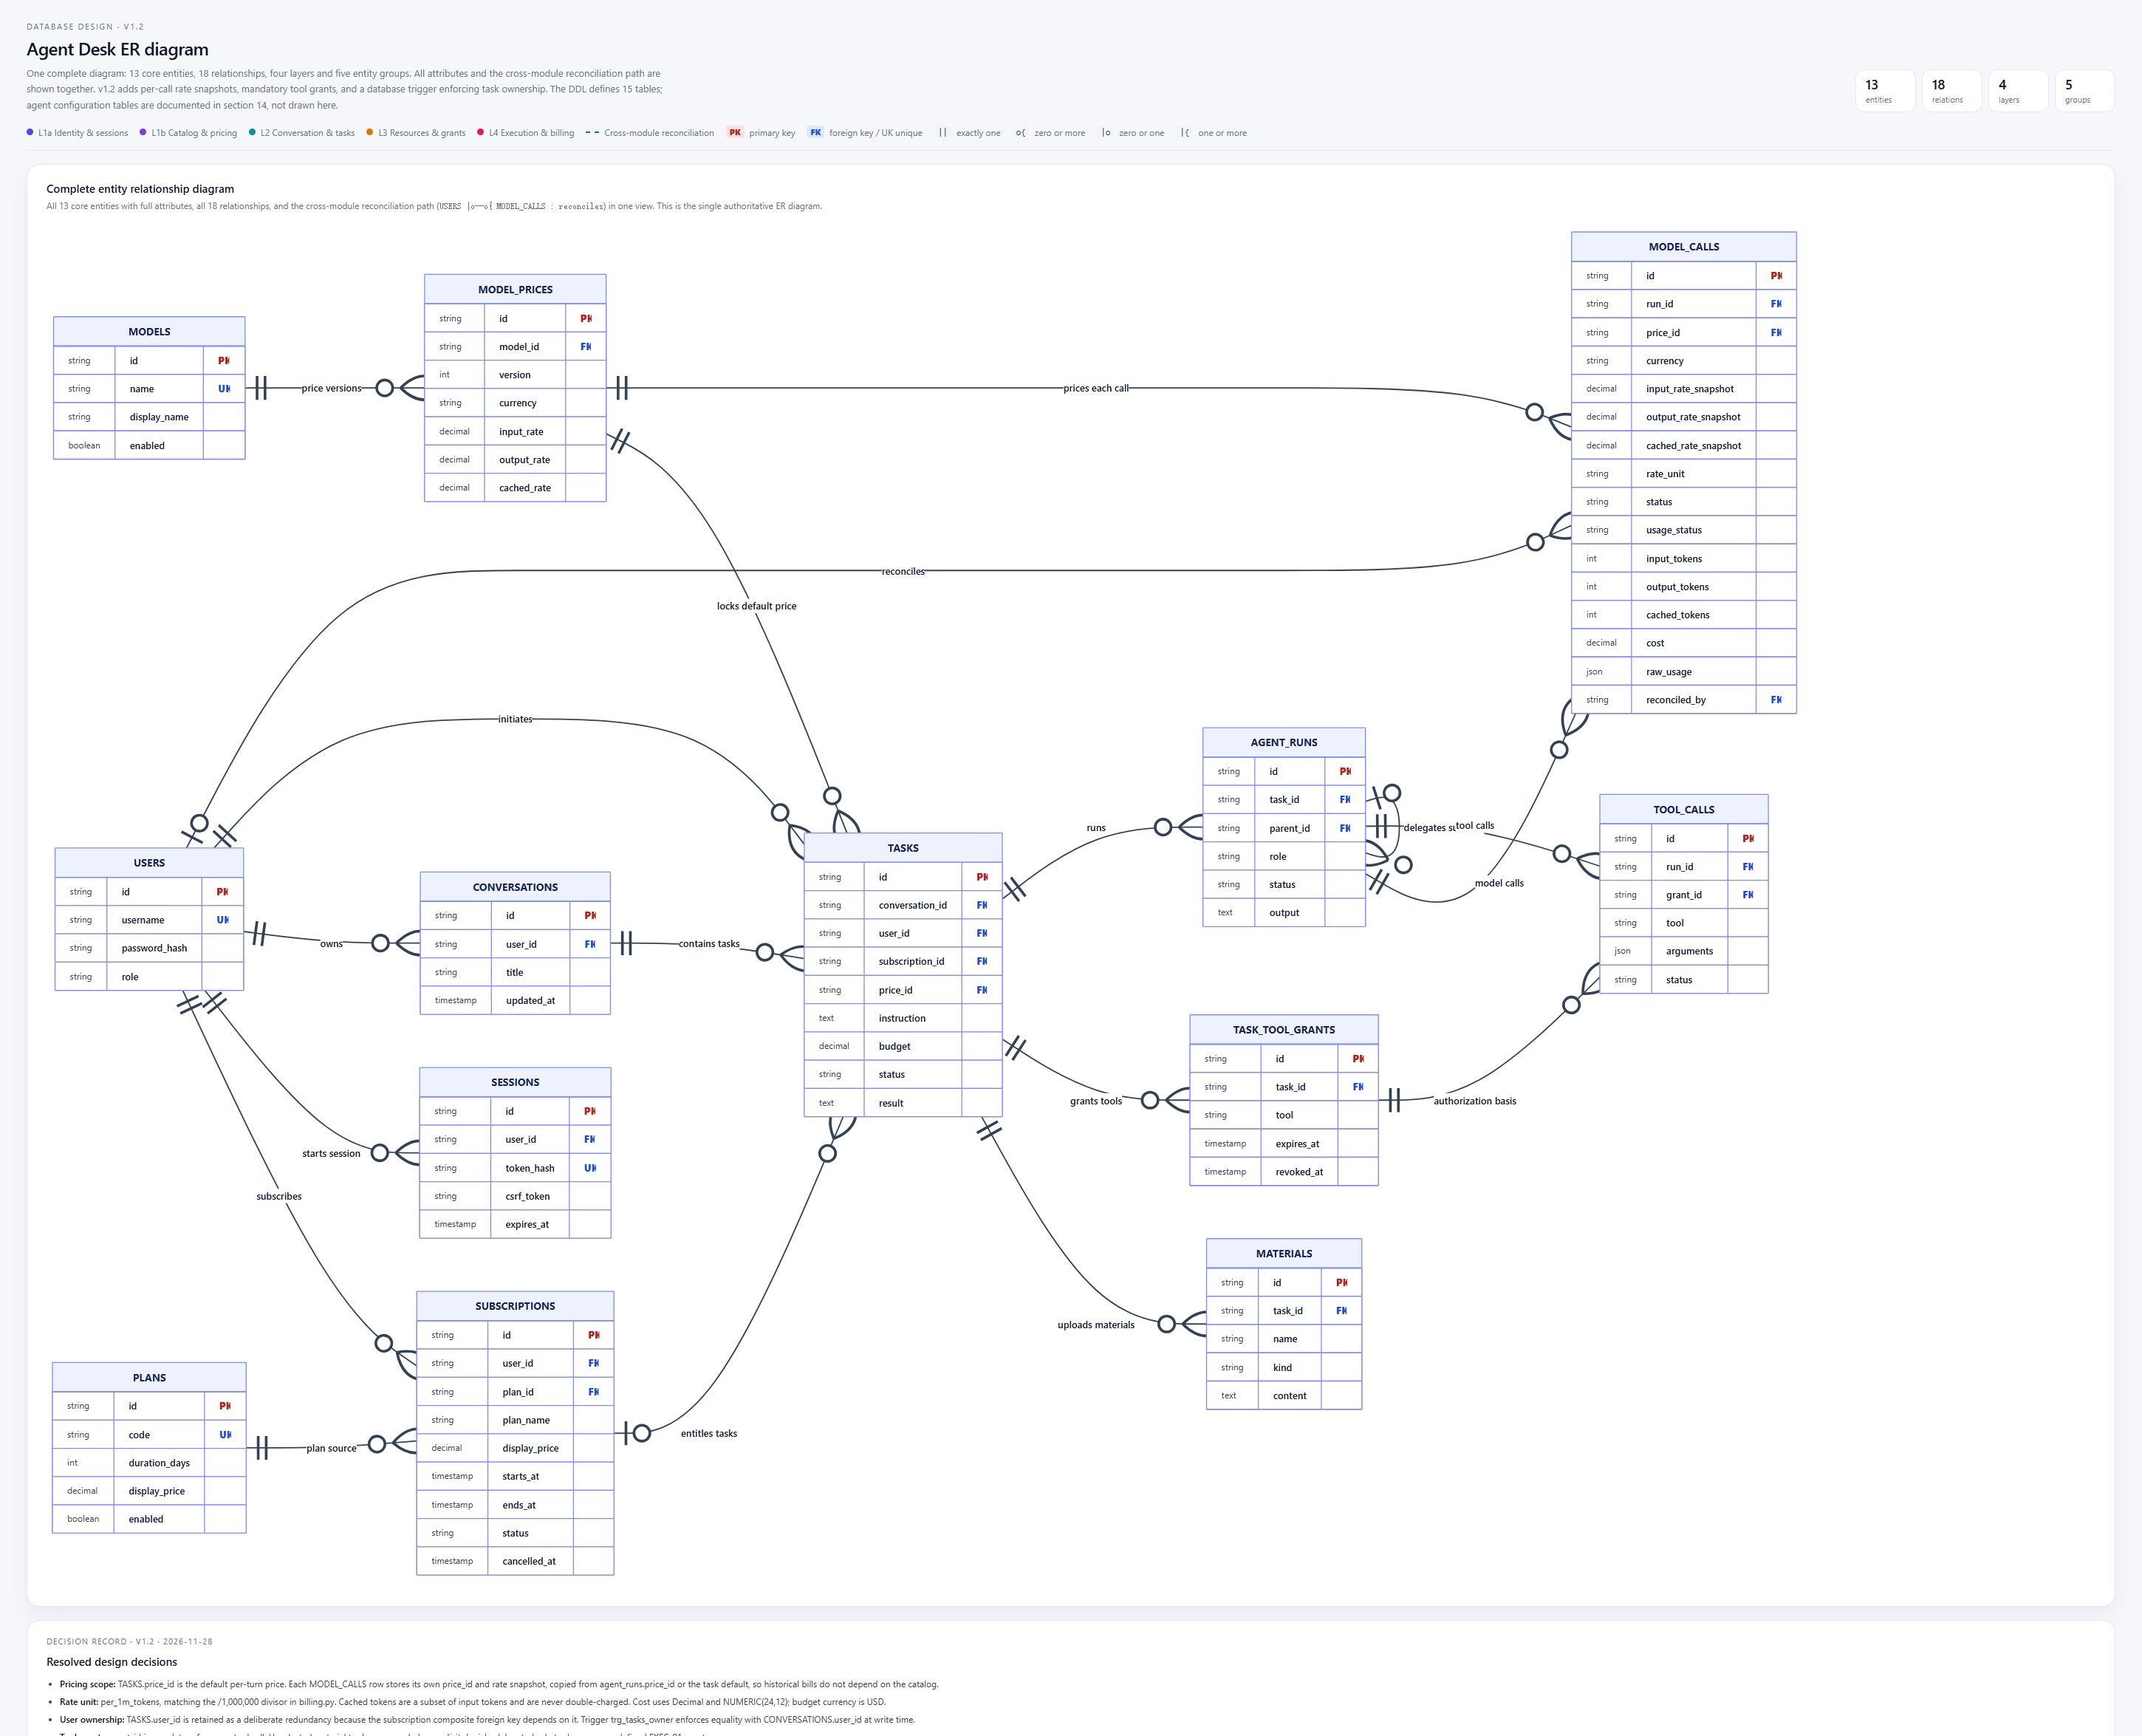 DATABASE DESIGN · V1.2
Agent Desk ER diagram
One complete diagram: 13 core entities, 18 relationships, four layers and five entity groups. All attributes and the cross-module reconciliation path are
shown together. v1.2 adds per-call rate snapshots, mandatory tool grants, and a database trigger enforcing task ownership. The DDL defines 15 tables;
agent configuration tables are documented in section 14, not drawn here.
13 entities
18 relations
4 layers
5 groups
L1a Identity & sessions L1b Catalog & pricing L2 Conversation & tasks L3 Resources & grants L4 Execution & billing Cross-module reconciliation PK primary key FK foreign key / UK unique || exactly one o{ zero or more |o zero or one |{ one or more
Complete entity relationship diagram
All 13 core entities with full attributes, all 18 relationships, and the cross-module reconciliation path (USERS |o--o{ MODEL_CALLS : reconciles) in one view. This is the single authoritative ER diagram.
MODELS
string id PK
string name UK
string display_name
boolean enabled
price versions
MODEL_PRICES
string id PK
string model_id FK
int version
string currency
decimal input_rate
decimal output_rate
decimal cached_rate
prices each call
locks default price
reconciles
initiates
MODEL_CALLS
string id PK
string run_id FK
string price_id FK
string currency
decimal input_rate_snapshot
decimal output_rate_snapshot
decimal cached_rate_snapshot
string rate_unit
string status
string usage_status
int input_tokens
int output_tokens
int cached_tokens
decimal cost
json raw_usage
string reconciled_by FK
USERS
string id PK
string username UK
string password_hash
string role
owns
CONVERSATIONS
string id PK
string user_id FK
string title
timestamp updated_at
contains tasks
TASKS
string id PK
string conversation_id FK
string user_id FK
string subscription_id FK
string price_id FK
text instruction
decimal budget
string status
text result
runs
AGENT_RUNS
string id PK
string task_id FK
string parent_id FK
string role
string status
text output
delegates su
tool calls
model calls
TOOL_CALLS
string id PK
string run_id FK
string grant_id FK
string tool
json arguments
string status
grants tools
TASK_TOOL_GRANTS
string id PK
string task_id FK
string tool
timestamp expires_at
timestamp revoked_at
authorization basis
starts session
SESSIONS
string id PK
string user_id FK
string token_hash UK
string csrf_token
timestamp expires_at
subscribes
uploads materials
MATERIALS
string id PK
string task_id FK
string name
string kind
text content
PLANS
string id PK
string code UK
int duration_days
decimal display_price
boolean enabled
plan source
SUBSCRIPTIONS
string id PK
string user_id FK
string plan_id FK
string plan_name
decimal display_price
timestamp starts_at
timestamp ends_at
string status
timestamp cancelled_at
entitles tasks
DECISION RECORD · V1.2 · 2026-11-28
Resolved design decisions
• Pricing scope: TASKS.price_id is the default per-turn price. Each MODEL_CALLS row stores its own price_id and rate snapshot, copied from agent_runs.price_id or the task default, so historical bills do not depend on the catalog.
• Rate unit: per_1m_tokens, matching the /1,000,000 divisor in billing.py. Cached tokens are a subset of input tokens and are never double-charged. Cost uses Decimal and NUMERIC(24,12); budget currency is USD.
• User ownership: TASKS.user_id is retained as a deliberate redundancy because the subscription composite foreign key depends on it. Trigger trg_tasks_owner enforces equality with CONVERSATIONS.user_id at write time.